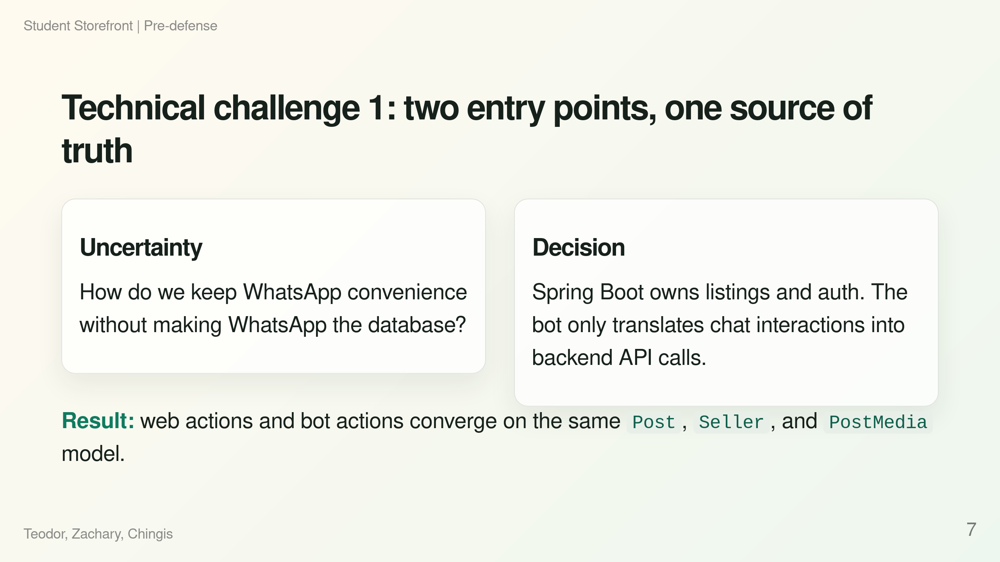 Student Storefront | Pre-defense
Technical challenge 1: two entry points, one source of
truth
Uncertainty
How do we keep WhatsApp convenience
without making WhatsApp the database?
Decision
Spring Boot owns listings and auth. The
bot only translates chat interactions into
backend API calls.
Result: web actions and bot actions converge on the same Post, Seller, and PostMedia
model.
Teodor, Zachary, Chingis
7